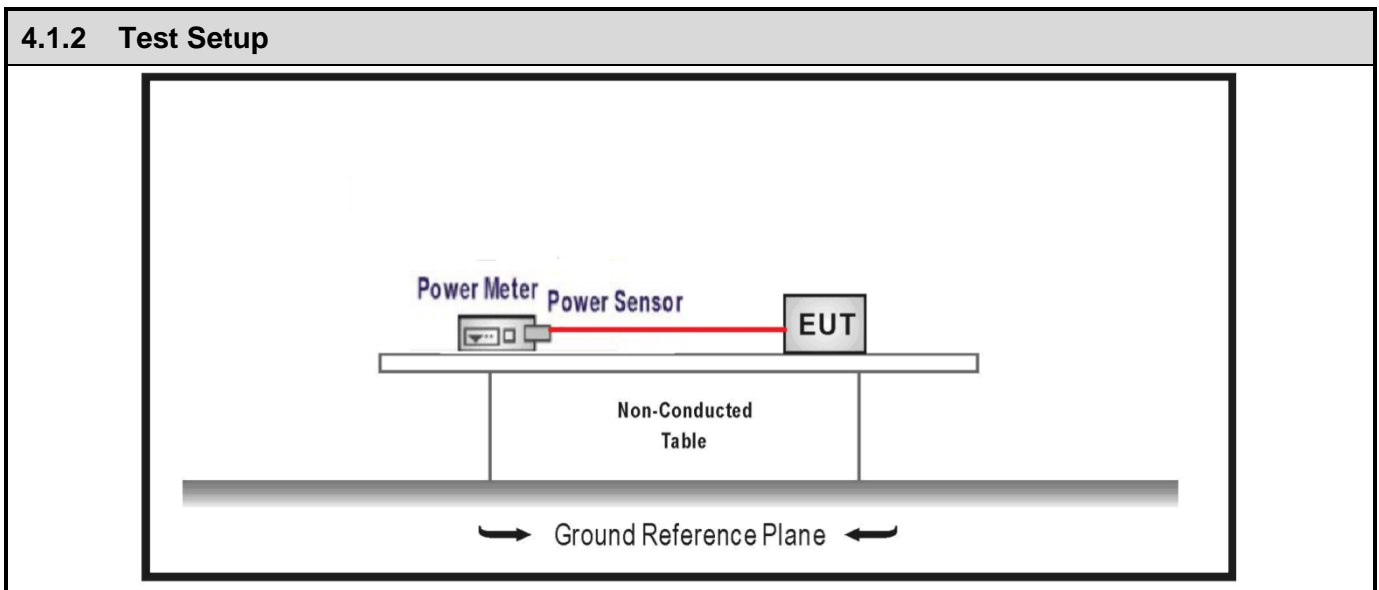 4.1.2 Test Setup
Power Meter
Power Sensor
EUT
Non-Conducted
Table
Ground Reference Plane